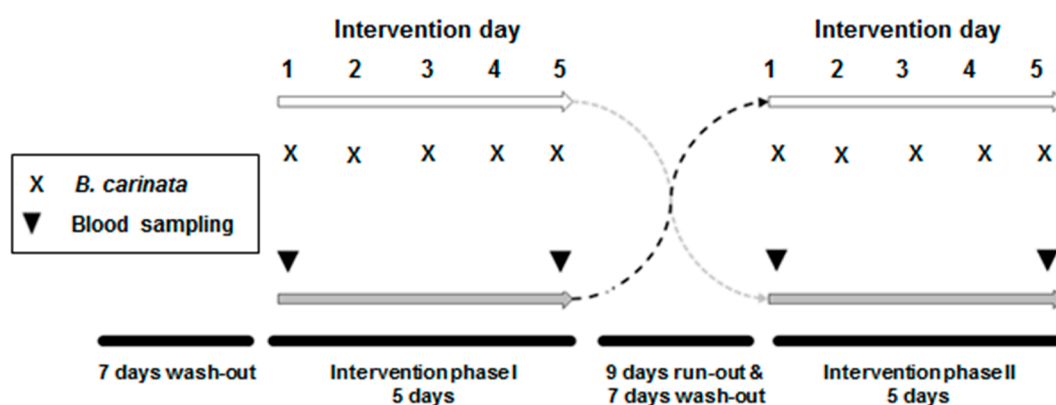 Intervention day
Intervention day
1 2 3 4 5
1 2 3 4 5
X X X X X
X X X X X
X B. carinata
Blood sampling
7 days wash-out
Intervention phase I
5 days
9 days run-out &
7 days wash-out
Intervention phase II
5 days